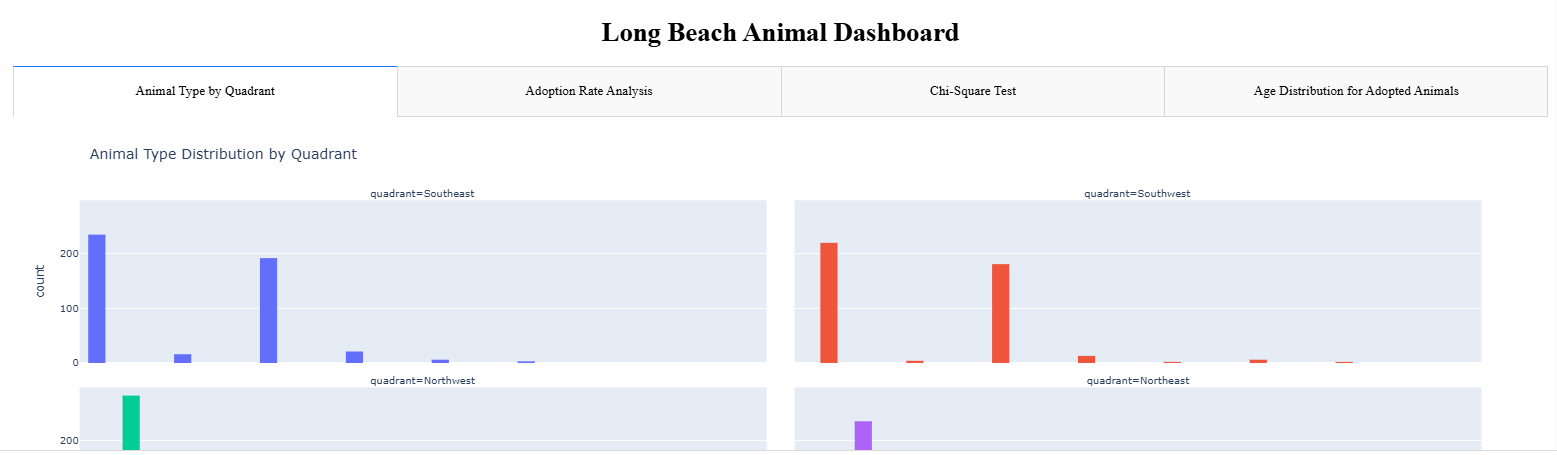 Long Beach Animal Dashboard
Animal Type by Quadrant
Adoption Rate Analysis
Chi-Square Test
Age Distribution for Adopted Animals
Animal Type Distribution by Quadrant
quadrant=Southeast
quadrant=Southwest
count
200
100
0
quadrant=Northwest
quadrant=Northeast
200